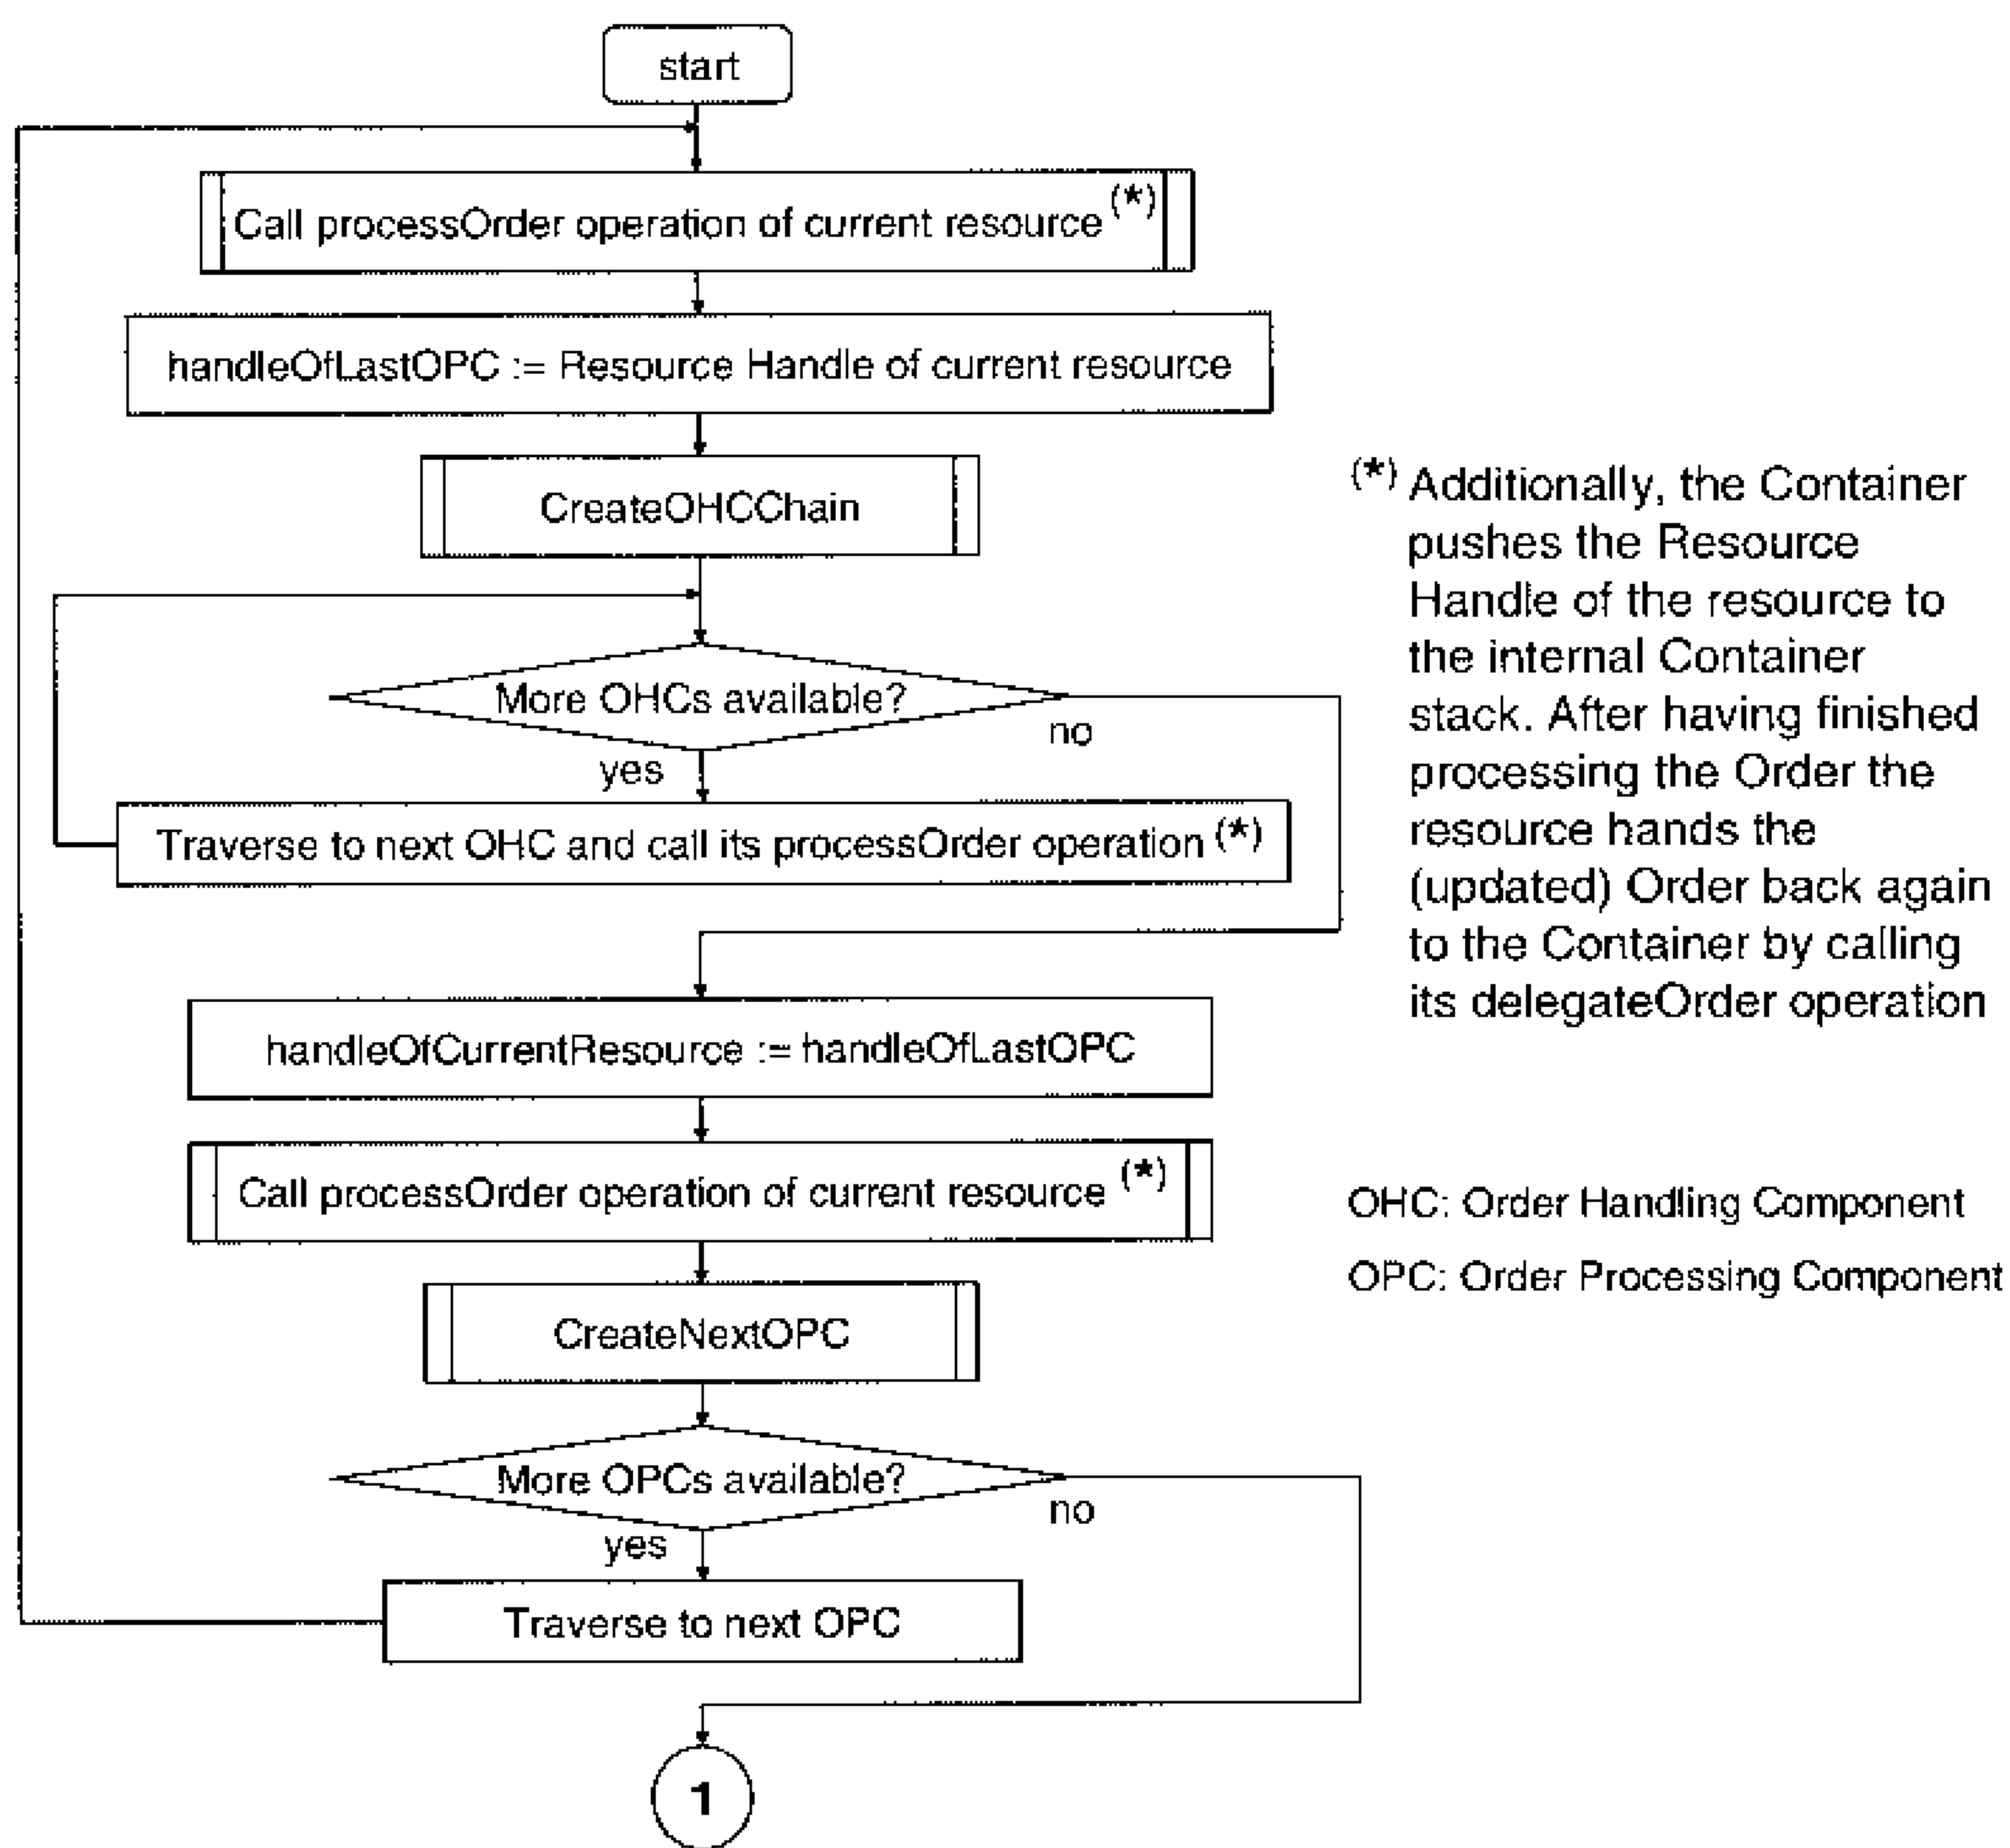 start
Call processOrder operation of current resource (*)
handleOfLastOPC := Resource Handle of current resource
CreateOHCChain
More OHCs available?
no
yes
Traverse to next OHC and call its processOrder operation (*)
handleOfCurrentResource := handleOfLastOPC
Call processOrder operation of current resource (*)
CreateNextOPC
More OPCs available?
no
yes
Traverse to next OPC
1
(*) Additionally, the Container
pushes the Resource
Handle of the resource to
the internal Container
stack. After having finished
processing the Order the
resource hands the
(updated) Order back again
to the Container by calling
its delegateOrder operation
OHC: Order Handling Component
OPC: Order Processing Component